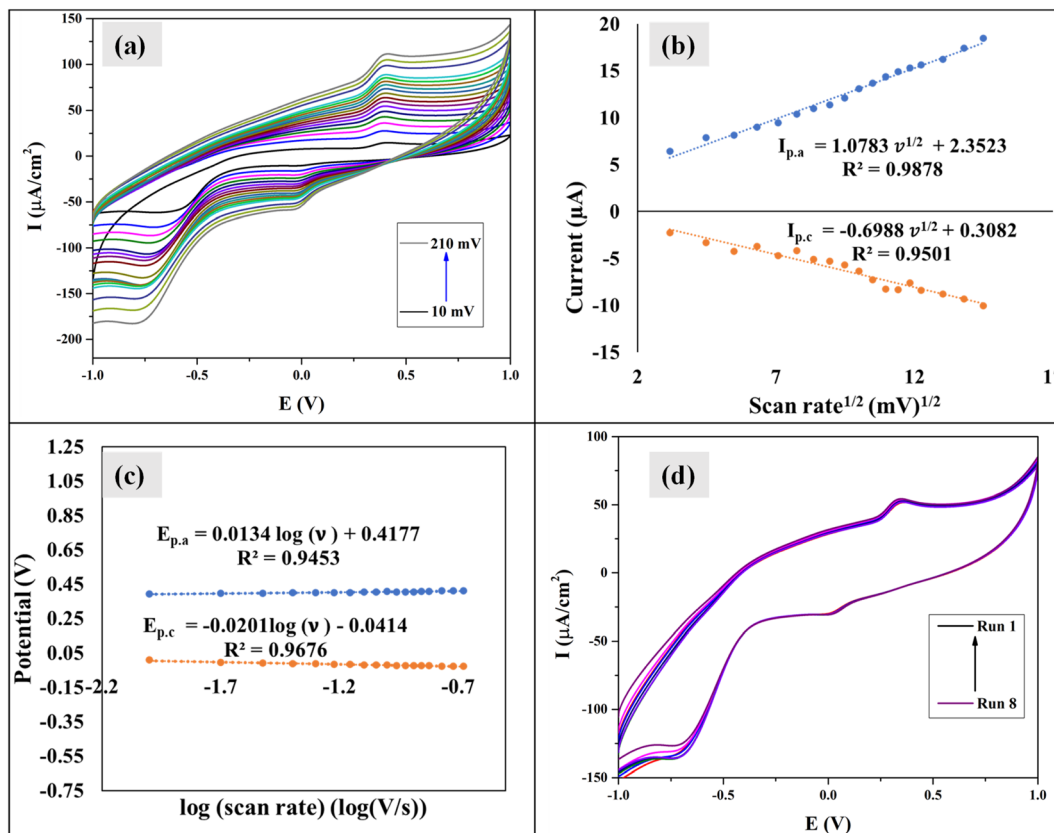 (a)
150
100
50
0
-50
-100
-150
-200
I (μA/cm²)
210 mV
10 mV
-1.0 -0.5 0.0 0.5 1.0
E (V)
(b)
25
20
15
10
5
0
-5
-10
-15
Current (μA)
I_p.a = 1.0783 𝑣^1/2 + 2.3523
R² = 0.9878
I_p.c = -0.6988 𝑣^1/2 + 0.3082
R² = 0.9501
2 7 12
Scan rate^1/2 (mV)^1/2
(c)
1.25
1.05
0.85
0.65
0.45
0.25
0.05
-0.15
-0.35
-0.55
-0.75
Potential (V)
E_p.a = 0.0134 log (ν ) + 0.4177
R² = 0.9453
E_p.c = -0.0201log (ν ) - 0.0414
R² = 0.9676
-2.2 -1.7 -1.2 -0.7
log (scan rate) (log(V/s))
(d)
100
50
0
-50
-100
-150
I (μA/cm²)
Run 1
Run 8
-1.0 -0.5 0.0 0.5 1.0
E (V)